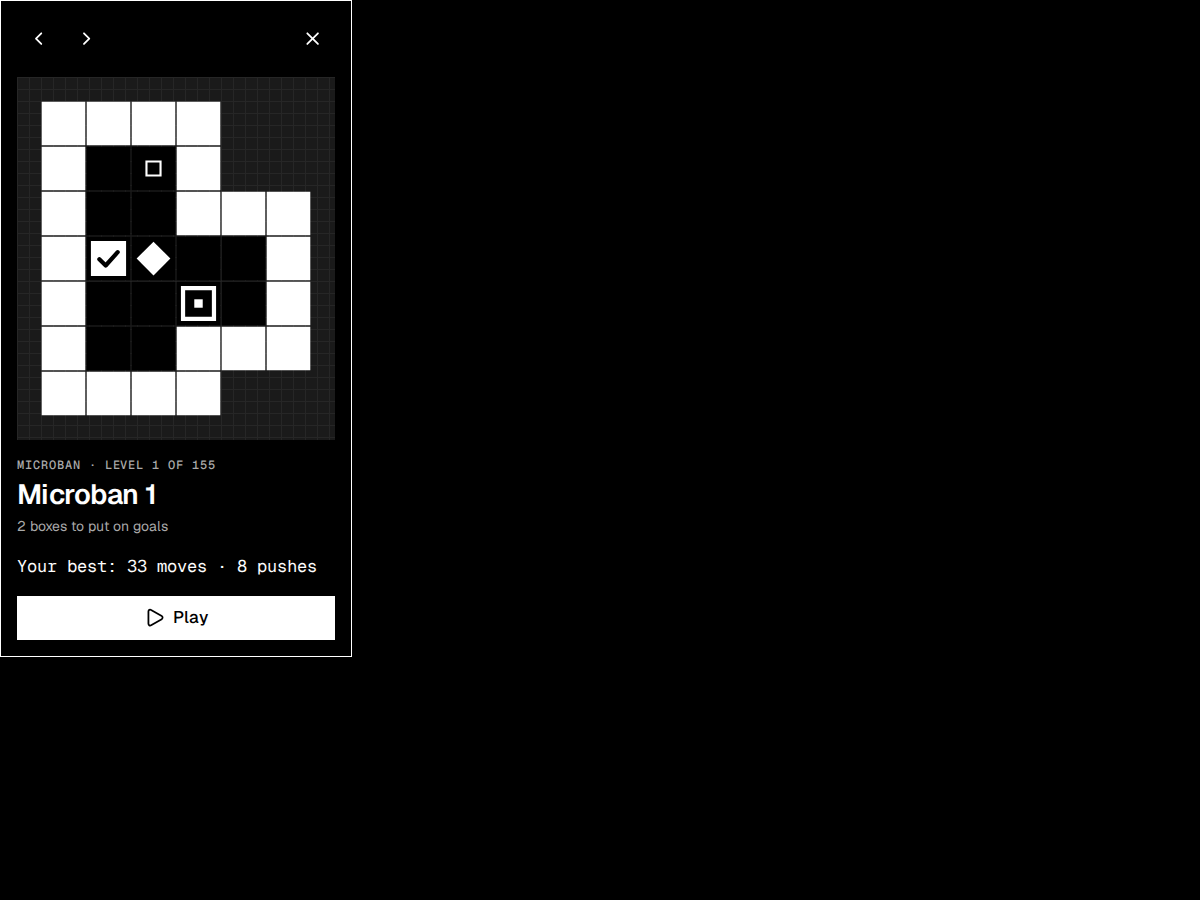 MICROBAN · LEVEL 1 OF 155
Microban 1
2 boxes to put on goals
Your best: 33 moves · 8 pushes
Play